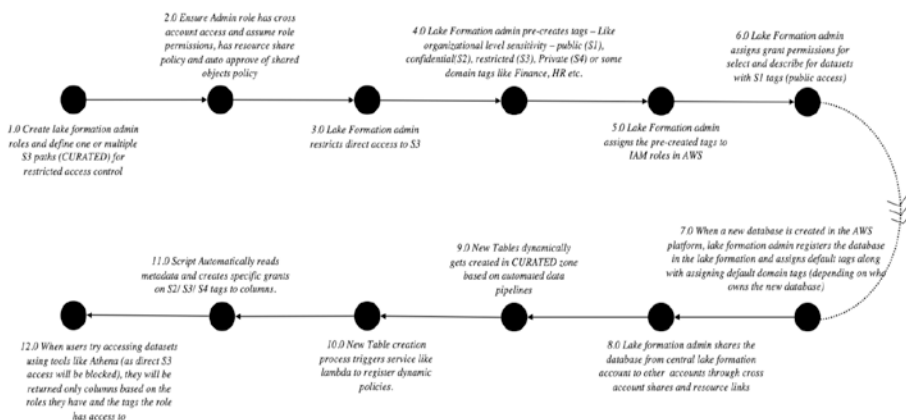 2.0 Ensure Admin role has cross
account access and assume role
permissions, has resource share
policy and auto approve of shared
objects policy
4.0 Lake Formation admin pre-creates tags – Like
organizational level sensitivity – public (S1),
confidential(S2), restricted (S3), Private (S4) or some
domain tags like Finance, HR etc.
6.0 Lake Formation admin
assigns grant permissions for
select and describe for datasets
with S1 tags (public access)
1.0 Create lake formation admin
roles and define one or multiple
S3 paths (CURATED) for
restricted access control
3.0 Lake Formation admin
restricts direct access to S3
5.0 Lake Formation admin
assigns the pre-created tags to
IAM roles in AWS
7.0 When a new database is created in the AWS
platform, lake formation admin registers the database
in the lake formation and assigns default tags along
with assigning default domain tags (depending on who
owns the new database)
9.0 New Tables dynamically
gets created in CURATED zone
based on automated data
pipelines
11.0 Script Automatically reads
metadata and creates specific grants
on S2/ S3/ S4 tags to columns.
8.0 Lake formation admin shares the
database from central lake formation
account to other accounts through cross
account shares and resource links
10.0 New Table creation
process triggers service like
lambda to register dynamic
policies.
12.0 When users try accessing datasets
using tools like Athena (as direct S3
access will be blocked), they will be
returned only columns based on the
roles they have and the tags the role
has access to